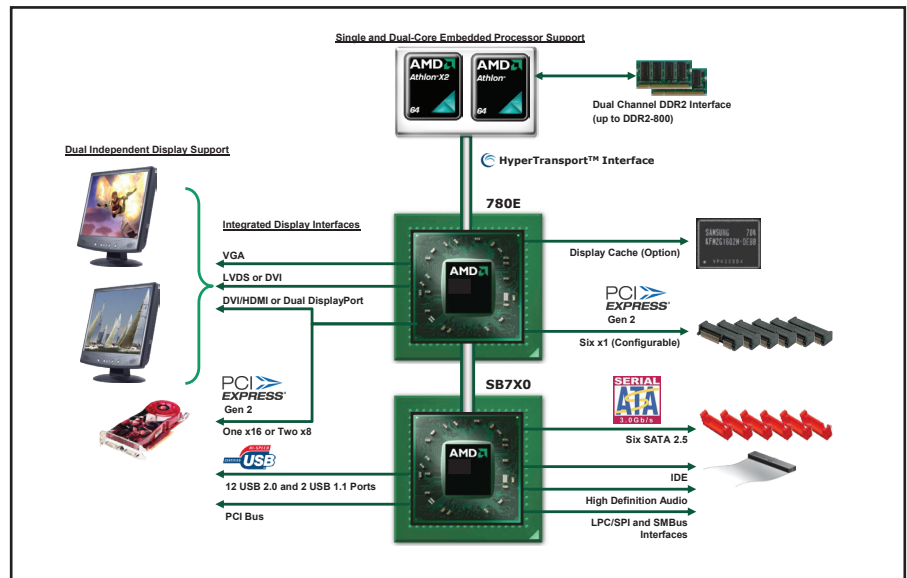 Single and Dual-Core Embedded Processor Support
AMD
Athlon X2
64
AMD
Athlon
64
Dual Channel DDR2 Interface
(up to DDR2-800)
HyperTransport™ Interface
Dual Independent Display Support
780E
Integrated Display Interfaces
VGA
LVDS or DVI
DVI/HDMI or Dual DisplayPort
AMD
Display Cache (Option)
SAMSUNG
PCI
EXPRESS®
Gen 2
Six x1 (Configurable)
SB7X0
PCI
EXPRESS®
Gen 2
One x16 or Two x8
SERIAL
ATA
3.0Gb/s
Six SATA 2.5
AMD
HI-SPEED
CERTIFIED
USB
12 USB 2.0 and 2 USB 1.1 Ports
PCI Bus
IDE
High Definition Audio
LPC/SPI and SMBus
Interfaces